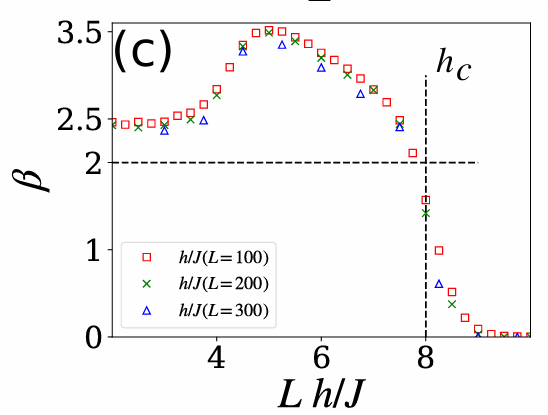 (c)
h_c
3.5
2.5
2
1
0
β
h/J(L=100)
h/J(L=200)
h/J(L=300)
4 6 8
L h/J